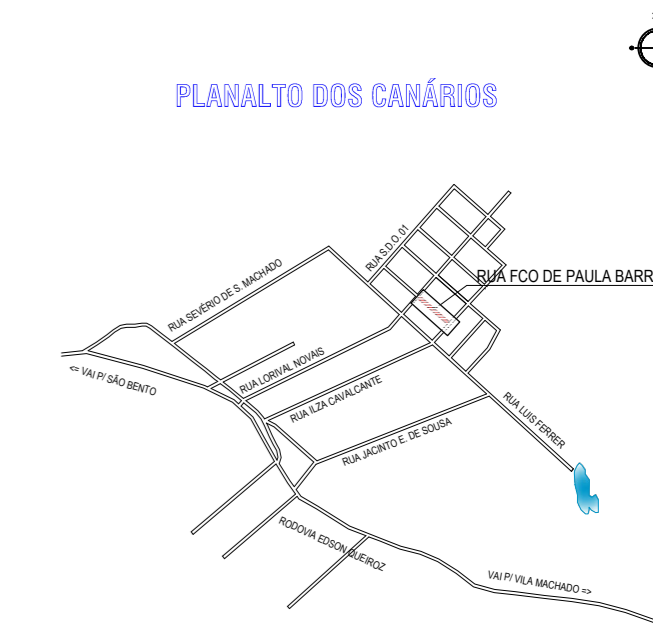 PLANALTO DOS CANÁRIOS
RUA S.D.O. 01
RUA FCO DE PAULA BARR
RUA SEVÉRIO DE S. MACHADO
RUA LORIVAL NOVAIS
<= VAI P/ SÃO BENTO
RUA ILZA CAVALCANTE
RUA LUIS FERRER
RUA JACINTO E. DE SOUSA
RODOVIA EDSON QUEIROZ
VAI P/ VILA MACHADO =>